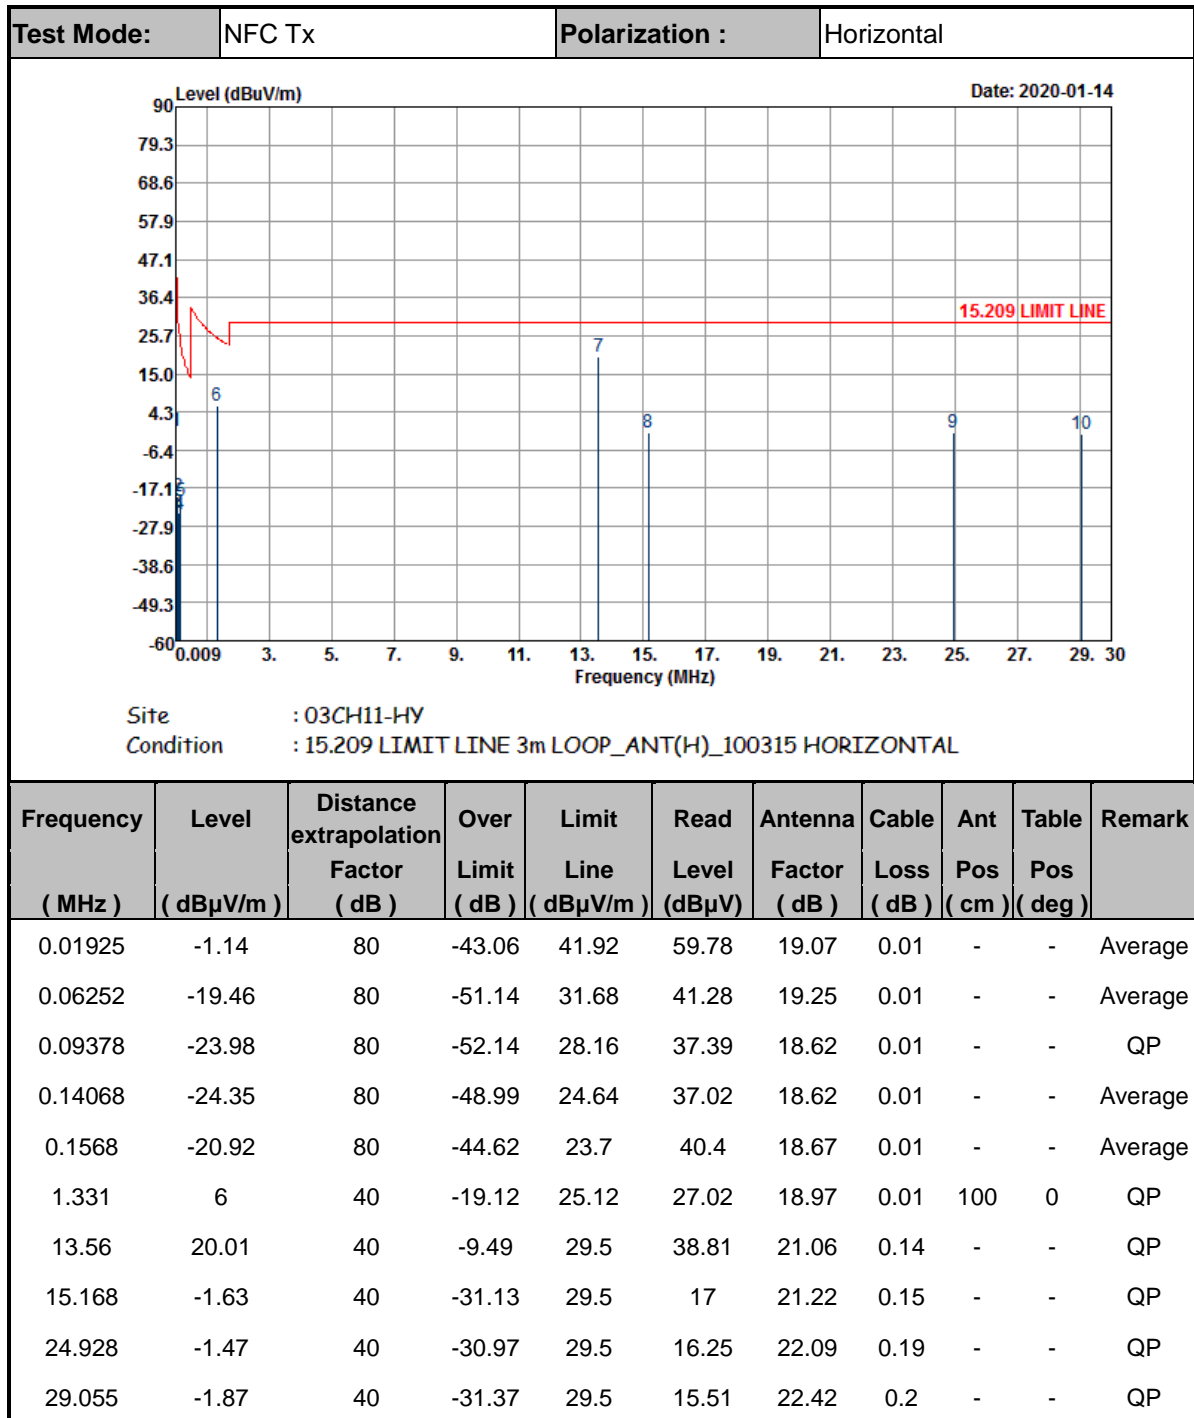 Test Mode: NFC Tx Polarization : Horizontal
Level (dBuV/m) Date: 2020-01-14
90
79.3
68.6
57.9
47.1
36.4
15.209 LIMIT LINE
25.7
7
15.0
6
4.3
1
8 9 10
-6.4
-17.1
5
4
-27.9
-38.6
-49.3
-60
0.009 3. 5. 7. 9. 11. 13. 15. 17. 19. 21. 23. 25. 27. 29. 30
Frequency (MHz)
Site : 03CH11-HY
Condition : 15.209 LIMIT LINE 3m LOOP_ANT(H)_100315 HORIZONTAL
Frequency Level Distance extrapolation Over Limit Read Antenna Cable Ant Table Remark
Factor Limit Line Level Factor Loss Pos Pos
( MHz ) ( dBµV/m ) ( dB ) ( dB ) ( dBµV/m ) (dBµV) ( dB ) ( dB ) ( cm ) ( deg )
0.01925 -1.14 80 -43.06 41.92 59.78 19.07 0.01 - - Average
0.06252 -19.46 80 -51.14 31.68 41.28 19.25 0.01 - - Average
0.09378 -23.98 80 -52.14 28.16 37.39 18.62 0.01 - - QP
0.14068 -24.35 80 -48.99 24.64 37.02 18.62 0.01 - - Average
0.1568 -20.92 80 -44.62 23.7 40.4 18.67 0.01 - - Average
1.331 6 40 -19.12 25.12 27.02 18.97 0.01 100 0 QP
13.56 20.01 40 -9.49 29.5 38.81 21.06 0.14 - - QP
15.168 -1.63 40 -31.13 29.5 17 21.22 0.15 - - QP
24.928 -1.47 40 -30.97 29.5 16.25 22.09 0.19 - - QP
29.055 -1.87 40 -31.37 29.5 15.51 22.42 0.2 - - QP